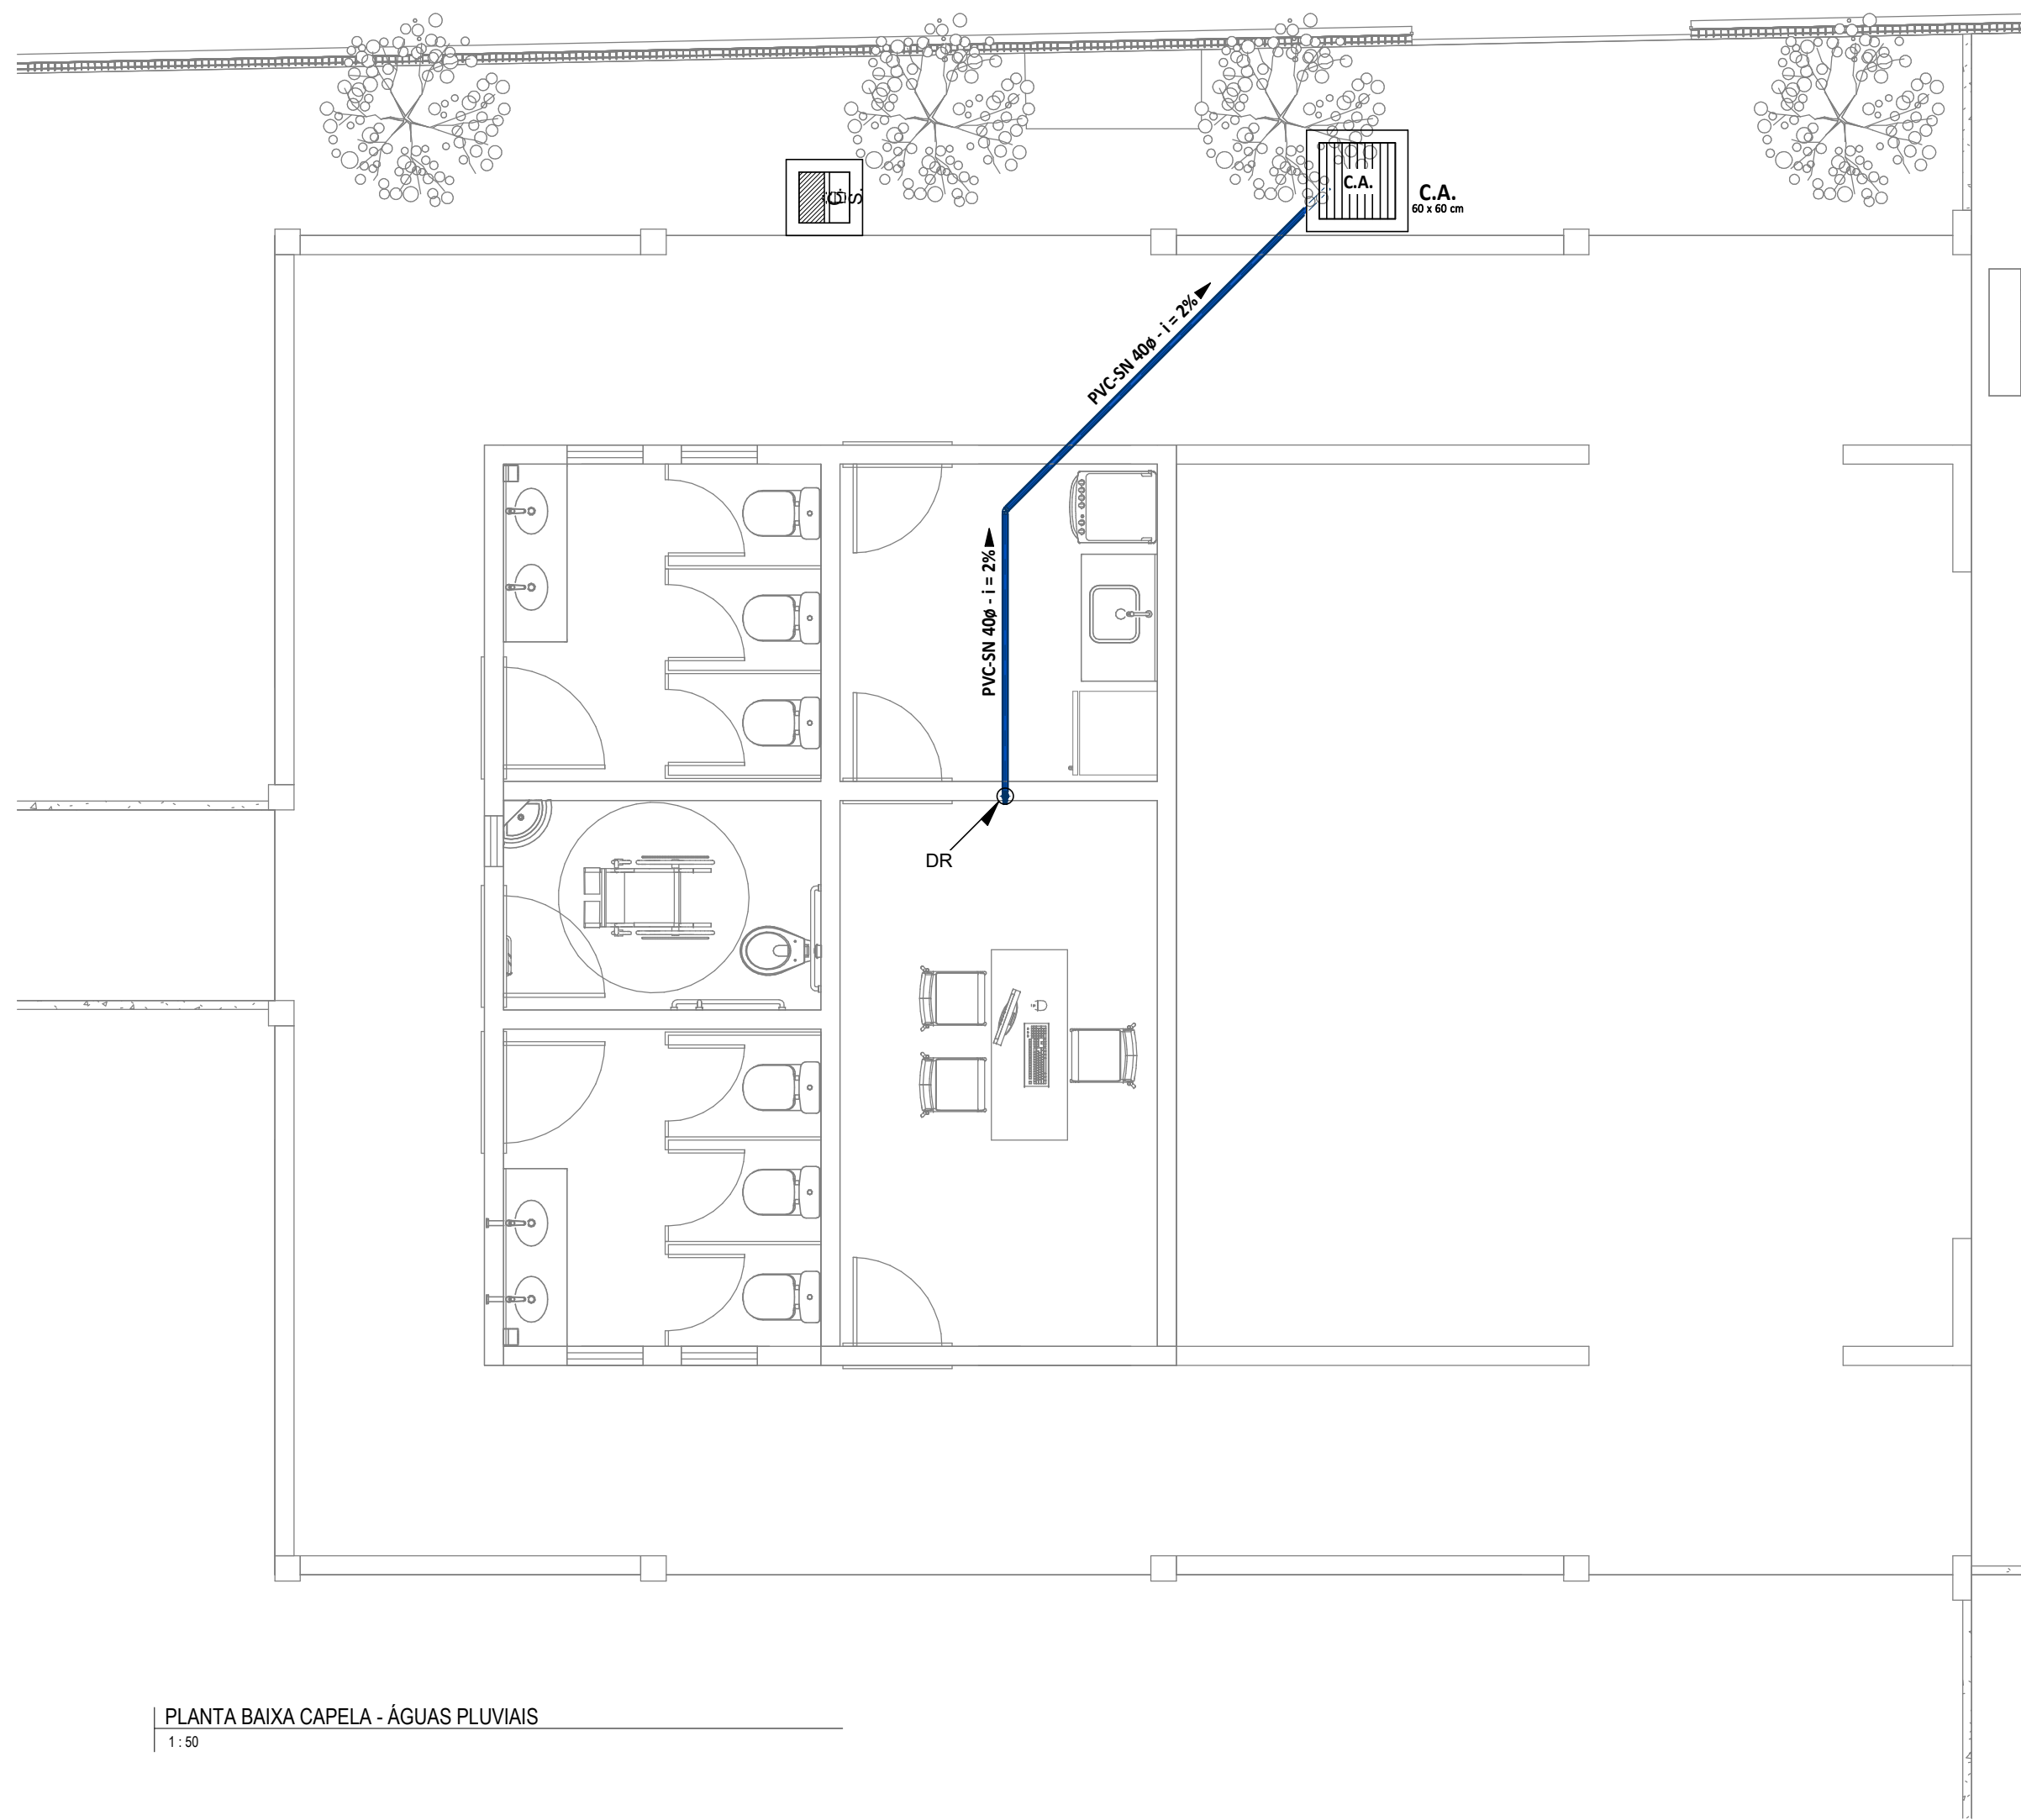 C.A.
C.A.
60 x 60 cm
PVC-SN 40ø - i = 2%
PVC-SN 40ø - i = 2%
DR
PLANTA BAIXA CAPELA - ÁGUAS PLUVIAIS
1 : 50